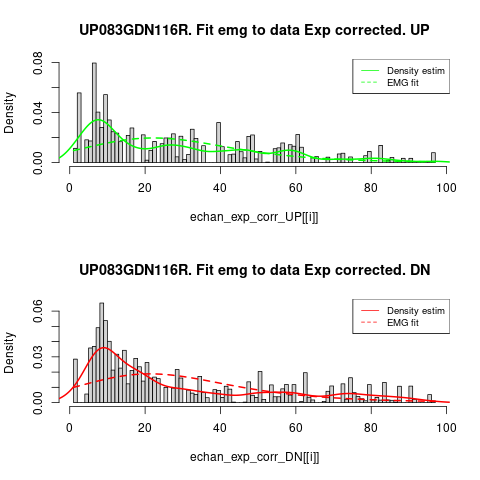 UP083GDN116R. Fit emg to data Exp corrected. UP
Density
0.00 0.04 0.08
Density estim
EMG fit
0 20 40 60 80 100
echan_exp_corr_UP[[i]]
UP083GDN116R. Fit emg to data Exp corrected. DN
Density
0.00 0.03 0.06
Density estim
EMG fit
0 20 40 60 80 100
echan_exp_corr_DN[[i]]